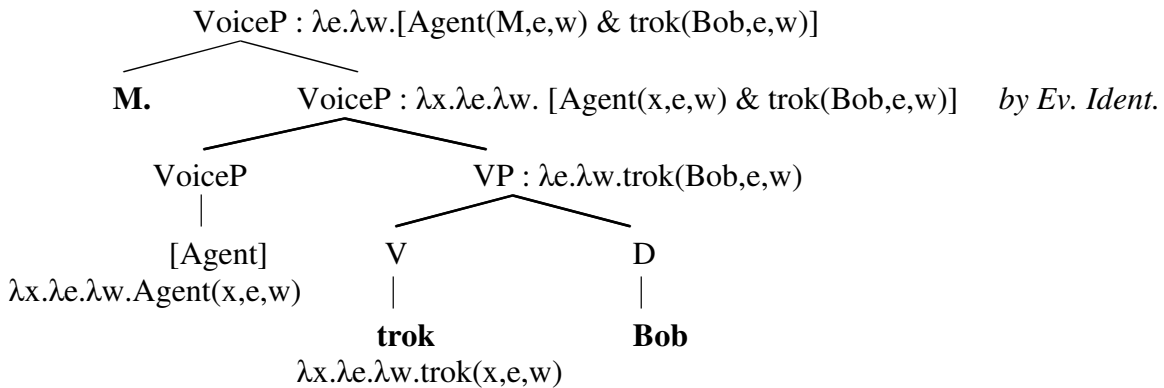 VoiceP : λe.λw.[Agent(M,e,w) & trok(Bob,e,w)]
M. VoiceP : λx.λe.λw. [Agent(x,e,w) & trok(Bob,e,w)] by Ev. Ident.
VoiceP VP : λe.λw.trok(Bob,e,w)
[Agent] V D
λx.λe.λw.Agent(x,e,w)
trok Bob
λx.λe.λw.trok(x,e,w)